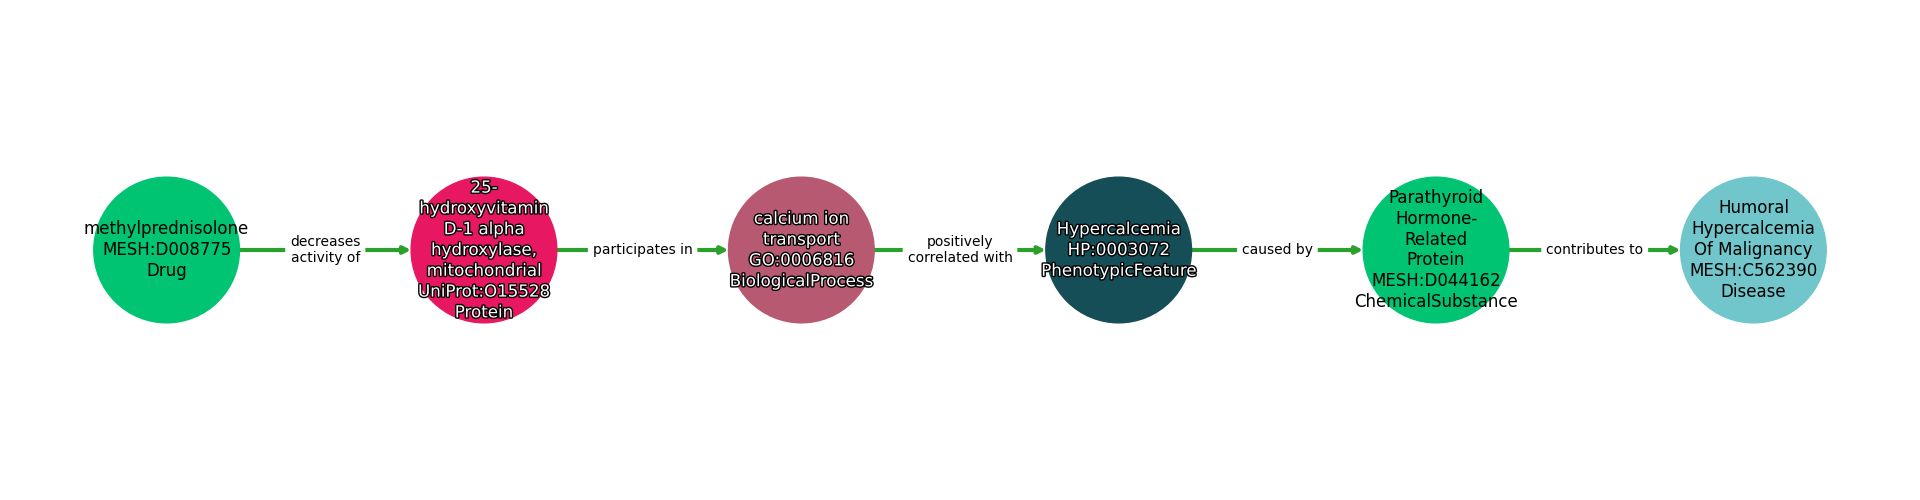 methylprednisolone
MESH:D008775
Drug
decreases
activity of
25-
hydroxyvitamin
D-1 alpha
hydroxylase,
mitochondrial
UniProt:O15528
Protein
participates in
calcium ion
transport
GO:0006816
BiologicalProcess
positively
correlated with
Hypercalcemia
HP:0003072
PhenotypicFeature
caused by
Parathyroid
Hormone-
Related
Protein
MESH:D044162
ChemicalSubstance
contributes to
Humoral
Hypercalcemia
Of Malignancy
MESH:C562390
Disease